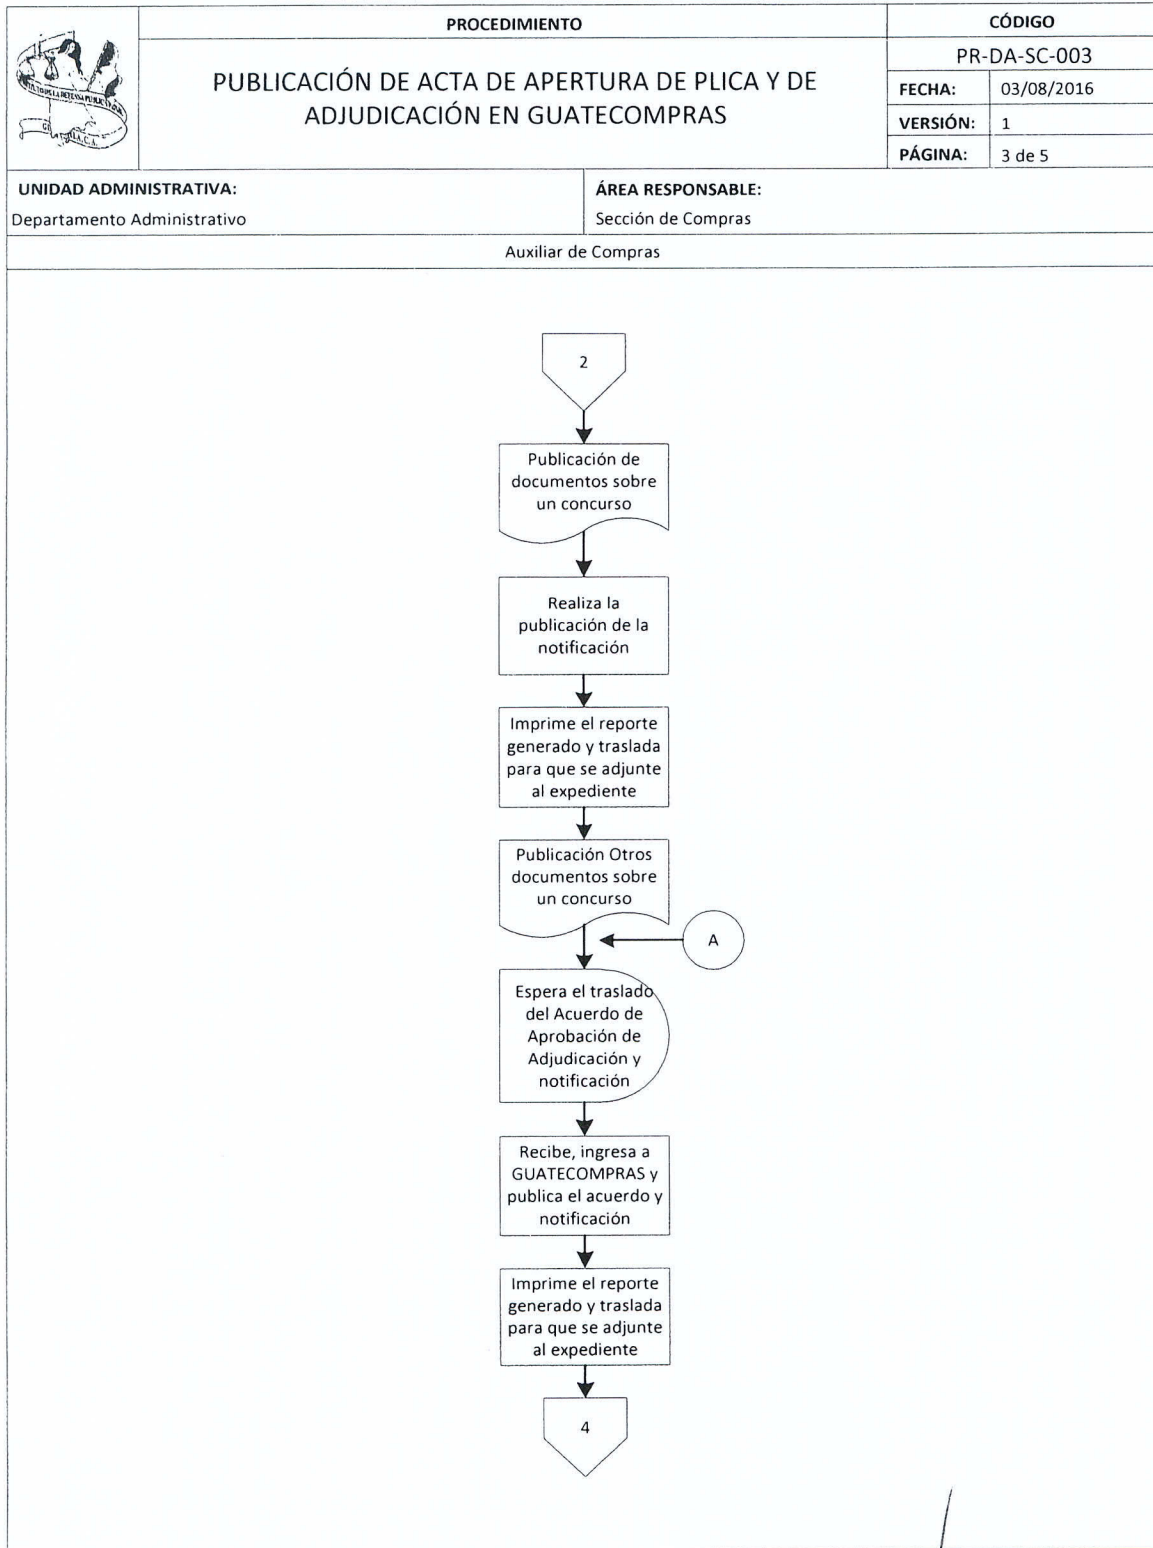 PROCEDIMIENTO
CÓDIGO
PUBLICACIÓN DE ACTA DE APERTURA DE PLICA Y DE
ADJUDICACIÓN EN GUATECOMPRAS
PR-DA-SC-003
FECHA: 03/08/2016
VERSIÓN: 1
PÁGINA: 3 de 5
UNIDAD ADMINISTRATIVA:
Departamento Administrativo
ÁREA RESPONSABLE:
Sección de Compras
Auxiliar de Compras
2
Publicación de
documentos sobre
un concurso
Realiza la
publicación de la
notificación
Imprime el reporte
generado y traslada
para que se adjunte
al expediente
Publicación Otros
documentos sobre
un concurso
A
Espera el traslado
del Acuerdo de
Aprobación de
Adjudicación y
notificación
Recibe, ingresa a
GUATECOMPRAS y
publica el acuerdo y
notificación
Imprime el reporte
generado y traslada
para que se adjunte
al expediente
4